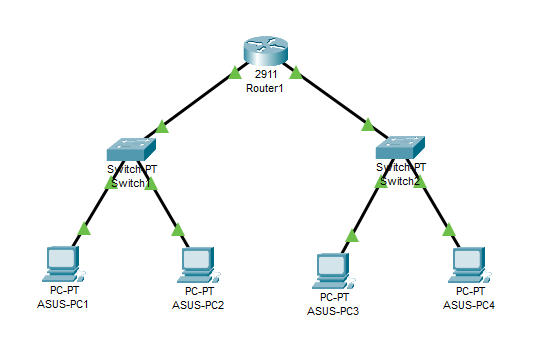 2911
Router1
Switch-PT
Switch1
Switch-PT
Switch2
PC-PT
ASUS-PC1
PC-PT
ASUS-PC2
PC-PT
ASUS-PC3
PC-PT
ASUS-PC4